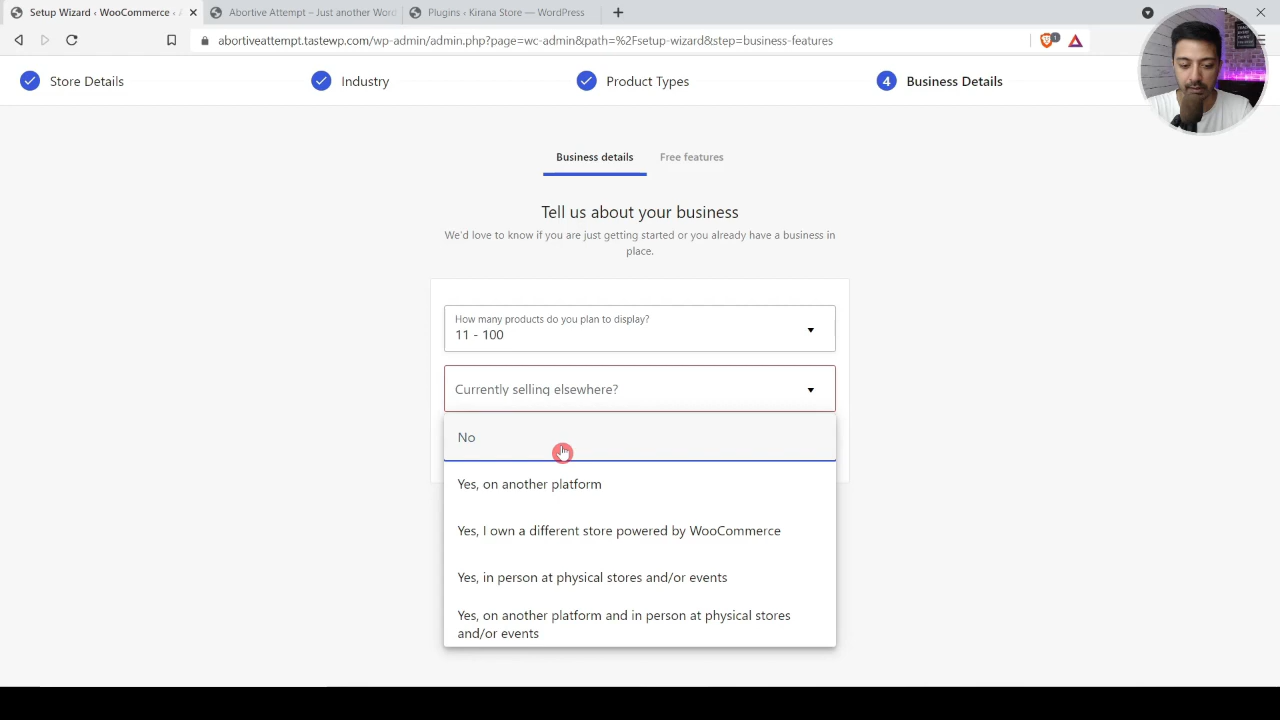 Setup Wizard ‹ WooCommerce ‹
Abortive Attempt – Just another Word
Plugins ‹ Kirana Store — WordPress
abortiveattempt.tastewp.com/wp-admin/admin.php?page=wc-admin&path=%2Fsetup-wizard&step=business-features
1
Store Details
Industry
Product Types
4 Business Details
Business details
Free features
Tell us about your business
We'd love to know if you are just getting started or you already have a business in
place.
How many products do you plan to display?
11 - 100
Currently selling elsewhere?
No
Yes, on another platform
Yes, I own a different store powered by WooCommerce
Yes, in person at physical stores and/or events
Yes, on another platform and in person at physical stores
and/or events